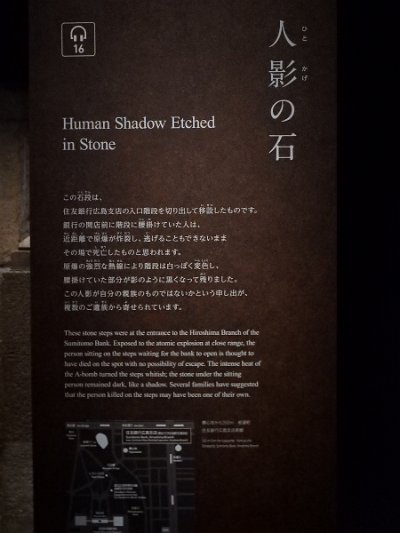 16
人影の石
ひと かげ
Human Shadow Etched
in Stone
この石段は、
住友銀行広島支店の入口階段を切り出して移設したものです。
銀行の開店前に階段に腰掛けていた人は、
近距離で原爆が炸裂し、逃げることもできないまま
その場で死亡したものと思われます。
原爆の強烈な熱線により階段は白っぽく変色し、
腰掛けていた部分が影のように黒くなって残りました。
この人影が自分の親族のものではないかという申し出が、
複数のご遺族から寄せられています。
These stone steps were at the entrance to the Hiroshima Branch of the
Sumitomo Bank. Exposed to the atomic explosion at close range, the
person sitting on the steps waiting for the bank to open is thought to
have died on the spot with no possibility of escape. The intense heat of
the A-bomb turned the steps whitish; the stone under the sitting
person remained dark, like a shadow. Several families have suggested
that the person killed on the steps may have been one of their own.
住友銀行広島支店